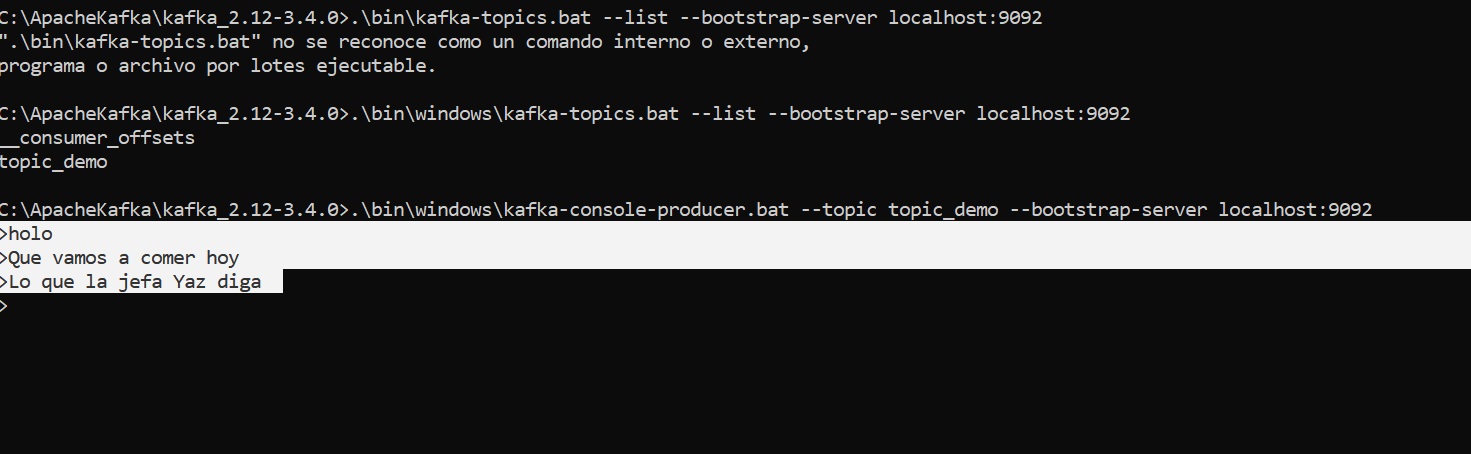 C:\ApacheKafka\kafka_2.12-3.4.0>.\bin\kafka-topics.bat --list --bootstrap-server localhost:9092
".\bin\kafka-topics.bat" no se reconoce como un comando interno o externo,
programa o archivo por lotes ejecutable.
C:\ApacheKafka\kafka_2.12-3.4.0>.\bin\windows\kafka-topics.bat --list --bootstrap-server localhost:9092
__consumer_offsets
topic_demo
C:\ApacheKafka\kafka_2.12-3.4.0>.\bin\windows\kafka-console-producer.bat --topic topic_demo --bootstrap-server localhost:9092
>holo
>Que vamos a comer hoy
>Lo que la jefa Yaz diga
>